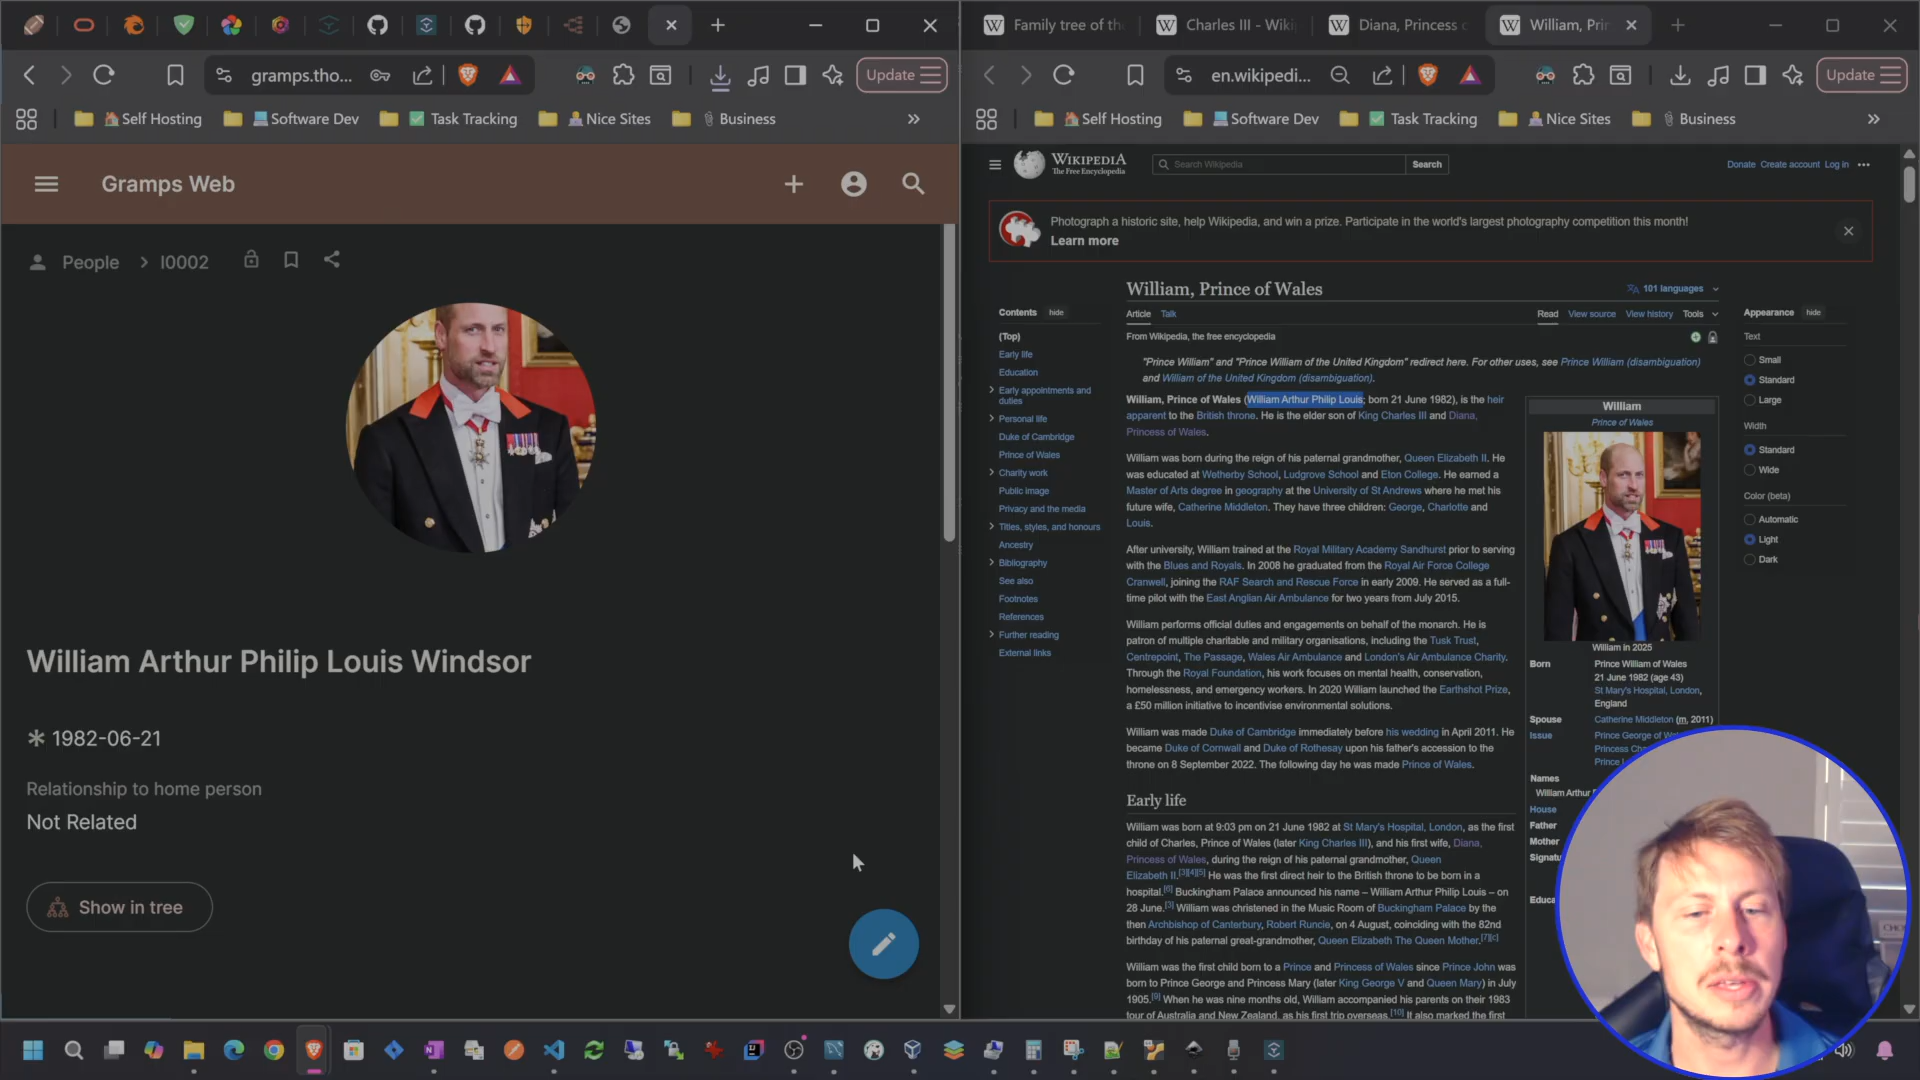 gramps.tho...
Update
Self Hosting
Software Dev
Task Tracking
Nice Sites
Business
»
Gramps Web
People > I0002
William Arthur Philip Louis Windsor
1982-06-21
Relationship to home person
Not Related
Show in tree
Family tree of the
Charles III - Wiki
Diana, Princess
William, Prin
en.wikipedi...
Update
Self Hosting
Software Dev
Task Tracking
Nice Sites
Business
»
WIKIPEDIA
The Free Encyclopedia
Search Wikipedia
Search
Donate Create account Log in
Photograph a historic site, help Wikipedia, and win a prize. Participate in the world's largest photography competition this month!
Learn more
Contents hide
(Top)
Early life
Education
Early appointments and
duties
Personal life
Duke of Cambridge
Prince of Wales
Charity work
Public image
Privacy and the media
Titles, styles, and honours
Ancestry
Bibliography
See also
Footnotes
References
Further reading
External links
William, Prince of Wales
101 languages
Article Talk
Read View source View history Tools
From Wikipedia, the free encyclopedia
"Prince William" and "Prince William of the United Kingdom" redirect here. For other uses, see Prince William (disambiguation)
and William of the United Kingdom (disambiguation).
William, Prince of Wales (William Arthur Philip Louis; born 21 June 1982), is the heir
apparent to the British throne. He is the elder son of King Charles III and Diana,
Princess of Wales.
William was born during the reign of his paternal grandmother, Queen Elizabeth II. He
was educated at Wetherby School, Ludgrove School and Eton College. He earned a
Master of Arts degree in geography at the University of St Andrews where he met his
future wife, Catherine Middleton. They have three children: George, Charlotte and
Louis.
After university, William trained at the Royal Military Academy Sandhurst prior to serving
with the Blues and Royals. In 2008 he graduated from the Royal Air Force College
Cranwell, joining the RAF Search and Rescue Force in early 2009. He served as a full-
time pilot with the East Anglian Air Ambulance for two years from July 2015.
William performs official duties and engagements on behalf of the monarch. He is
patron of multiple charitable and military organisations, including the Tusk Trust,
Centrepoint, The Passage, Wales Air Ambulance and London's Air Ambulance Charity.
Through the Royal Foundation, his work focuses on mental health, conservation,
homelessness, and emergency workers. In 2020 William launched the Earthshot Prize,
a £50 million initiative to incentivise environmental solutions.
William was made Duke of Cambridge immediately before his wedding in April 2011. He
became Duke of Cornwall and Duke of Rothesay upon his father's accession to the
throne on 8 September 2022. The following day he was made Prince of Wales.
Early life
William was born at 9:03 pm on 21 June 1982 at St Mary's Hospital, London, as the first
child of Charles, Prince of Wales (later King Charles III), and his first wife, Diana,
Princess of Wales, during the reign of his paternal grandmother, Queen
Elizabeth II.[3][4][5] He was the first direct heir to the British throne to be born in a
hospital.[6] Buckingham Palace announced his name – William Arthur Philip Louis – on
28 June.[3] William was christened in the Music Room of Buckingham Palace by the
then Archbishop of Canterbury, Robert Runcie, on 4 August, coinciding with the 82nd
birthday of his paternal great-grandmother, Queen Elizabeth The Queen Mother.[7][c]
William was the first child born to a Prince and Princess of Wales since Prince John was
born to Prince George and Princess Mary (later King George V and Queen Mary) in July
1905.[9] When he was nine months old, William accompanied his parents on their 1983
tour of Australia and New Zealand, as his first trip overseas.[10] It also marked the first
William
Prince of Wales
William in 2025
Born Prince William of Wales
21 June 1982 (age 43)
St Mary's Hospital, London,
England
Spouse Catherine Middleton (m. 2011)
Issue Prince George of
Princess
Prince
Names
William Arthur
House
Father
Mother
Appearance hide
Text
Small
Standard
Large
Width
Standard
Wide
Color (beta)
Automatic
Light
Dark